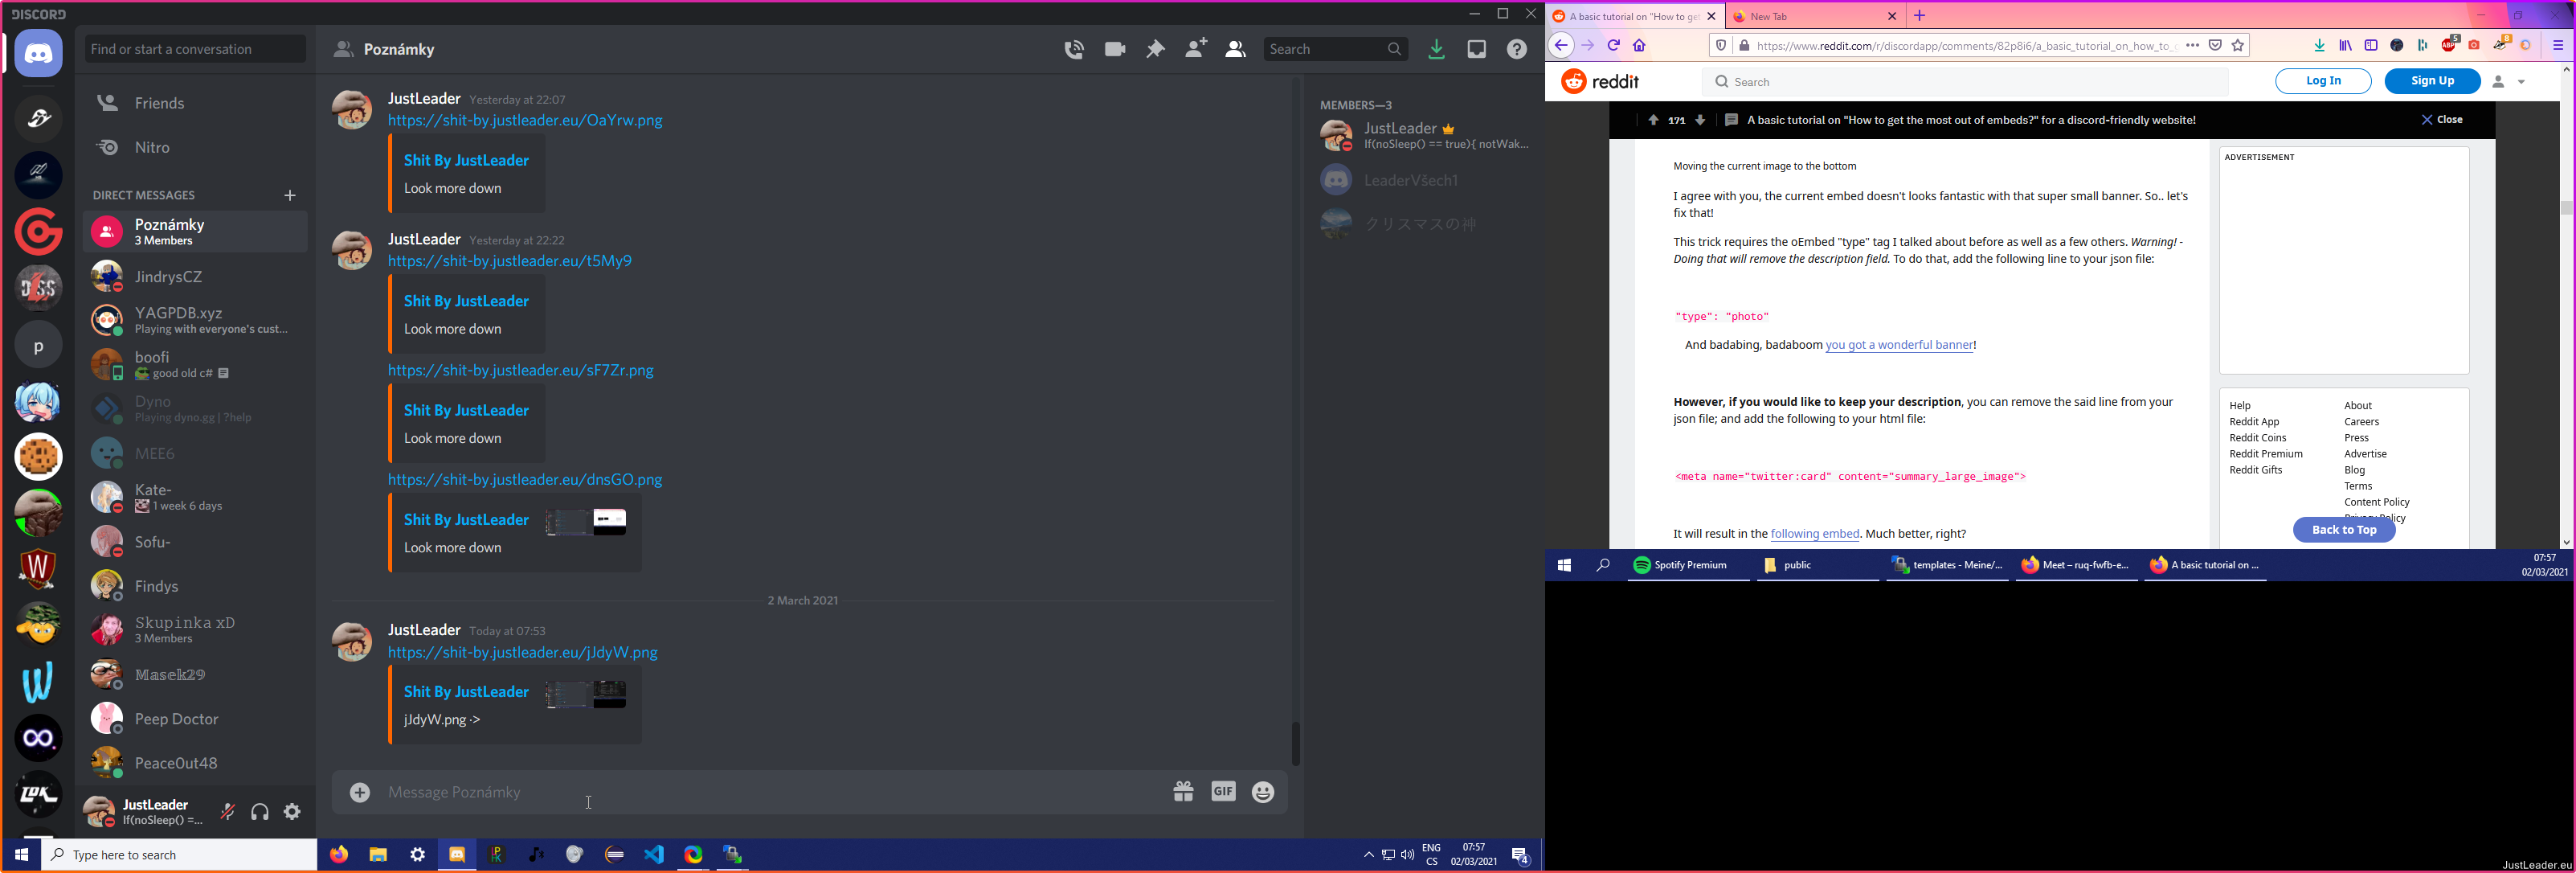 DISCORD
Find or start a conversation
Friends
Nitro
DIRECT MESSAGES
Poznámky
3 Members
JindrysCZ
YAGPDB.xyz
Playing with everyone's cust...
boofi
good old c#
Dyno
Playing dyno.gg | ?help
MEE6
Kate-
1 week 6 days
Sofu-
Findys
Skupinka xD
3 Members
Masek29
Peep Doctor
PeaceOut48
JustLeader
If(noSleep() =...
p
Poznámky
Search
JustLeader Yesterday at 22:07
https://shit-by.justleader.eu/OaYrw.png
Shit By JustLeader
Look more down
JustLeader Yesterday at 22:22
https://shit-by.justleader.eu/t5My9
Shit By JustLeader
Look more down
https://shit-by.justleader.eu/sF7Zr.png
Shit By JustLeader
Look more down
https://shit-by.justleader.eu/dnsGO.png
Shit By JustLeader
Look more down
2 March 2021
JustLeader Today at 07:53
https://shit-by.justleader.eu/jJdyW.png
Shit By JustLeader
jJdyW.png ->
Message Poznámky
GIF
MEMBERS—3
JustLeader
If(noSleep() == true){ notWak...
LeaderVšech1
クリスマスの神
Type here to search
ENG
CS
07:57
02/03/2021
4
A basic tutorial on "How to get
New Tab
https://www.reddit.com/r/discordapp/comments/82p8i6/a_basic_tutorial_on_how_to_
reddit
Search
Log In
Sign Up
171
A basic tutorial on "How to get the most out of embeds?" for a discord-friendly website!
Close
Moving the current image to the bottom
I agree with you, the current embed doesn't looks fantastic with that super small banner. So.. let's
fix that!
This trick requires the oEmbed "type" tag I talked about before as well as a few others. Warning! -
Doing that will remove the description field. To do that, add the following line to your json file:
"type": "photo"
And badabing, badaboom you got a wonderful banner!
However, if you would like to keep your description, you can remove the said line from your
json file; and add the following to your html file:
<meta name="twitter:card" content="summary_large_image">
It will result in the following embed. Much better, right?
ADVERTISEMENT
Help
Reddit App
Reddit Coins
Reddit Premium
Reddit Gifts
About
Careers
Press
Advertise
Blog
Terms
Content Policy
Back to Top
Spotify Premium
public
templates - Meine/...
Meet – ruq-fwfb-e...
A basic tutorial on ...
07:57
02/03/2021
JustLeader.eu